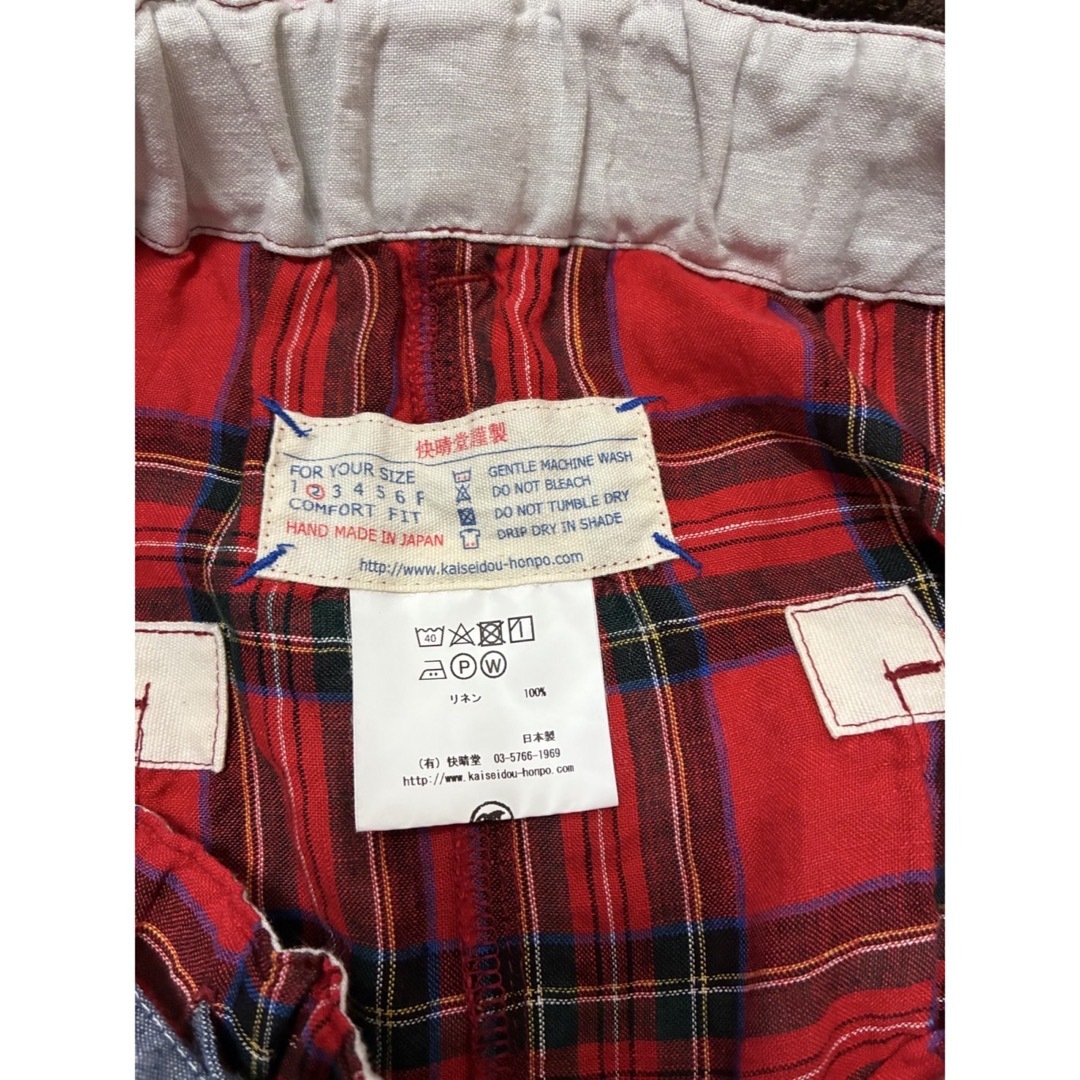 快晴堂謹製
FOR YOUR SIZE
1 2 3 4 5 6 F
COMFORT FIT
HAND MADE IN JAPAN
GENTLE MACHINE WASH
DO NOT BLEACH
DO NOT TUMBLE DRY
DRIP DRY IN SHADE
http://www.kaiseidou-honpo.com
40
P W
リネン 100%
日本製
(有) 快晴堂 03-5766-1969
http://www.kaiseidou-honpo.com